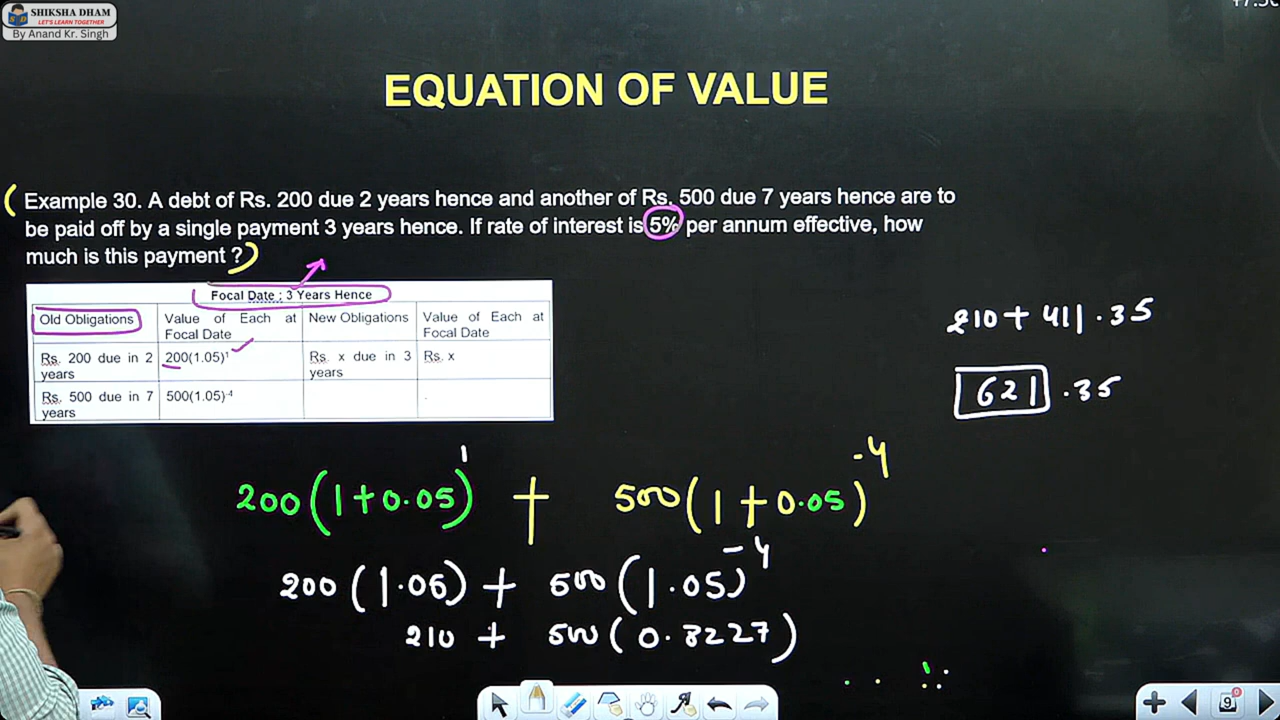 SHIKSHA DHAM
LET'S LEARN TOGETHER
By Anand Kr. Singh
EQUATION OF VALUE
Example 30. A debt of Rs. 200 due 2 years hence and another of Rs. 500 due 7 years hence are to
be paid off by a single payment 3 years hence. If rate of interest is 5% per annum effective, how
much is this payment ?
Focal Date : 3 Years Hence
Old Obligations | Value of Each at Focal Date | New Obligations | Value of Each at Focal Date
Rs. 200 due in 2 years | 200(1.05)¹ | Rs. x due in 3 years | Rs. x
Rs. 500 due in 7 years | 500(1.05)⁻⁴
210 + 411.35
621.35
200(1+0.05)¹ + 500(1+0.05)⁻⁴
200(1.05) + 500(1.05)⁻⁴
210 + 500(0.8227)
9